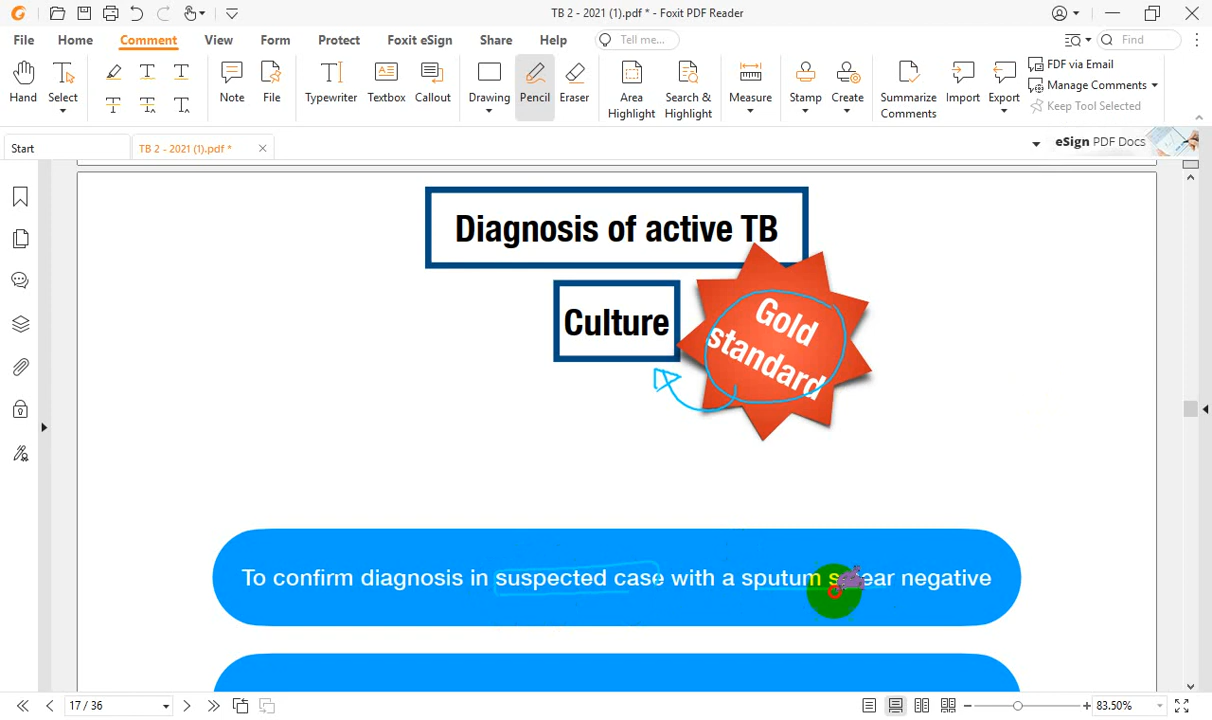 TB 2 - 2021 (1).pdf * - Foxit PDF Reader
File Home Comment View Form Protect Foxit eSign Share Help Tell me... Find
Hand Select Note File Typewriter Textbox Callout Drawing Pencil Eraser Area Highlight Search & Highlight Measure Stamp Create Summarize Comments Import Export
FDF via Email
Manage Comments
Keep Tool Selected
Start TB 2 - 2021 (1).pdf * eSign PDF Docs
Diagnosis of active TB
Culture
Gold
standard
To confirm diagnosis in suspected case with a sputum smear negative
17 / 36 83.50%